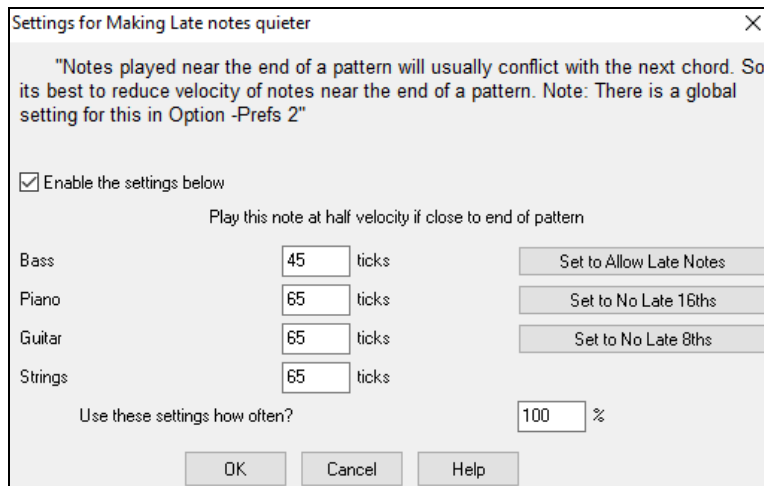 Settings for Making Late notes quieter
"Notes played near the end of a pattern will usually conflict with the next chord. So
its best to reduce velocity of notes near the end of a pattern. Note: There is a global
setting for this in Option -Prefs 2"
Enable the settings below
Play this note at half velocity if close to end of pattern
Bass 45 ticks Set to Allow Late Notes
Piano 65 ticks Set to No Late 16ths
Guitar 65 ticks Set to No Late 8ths
Strings 65 ticks
Use these settings how often? 100 %
OK Cancel Help